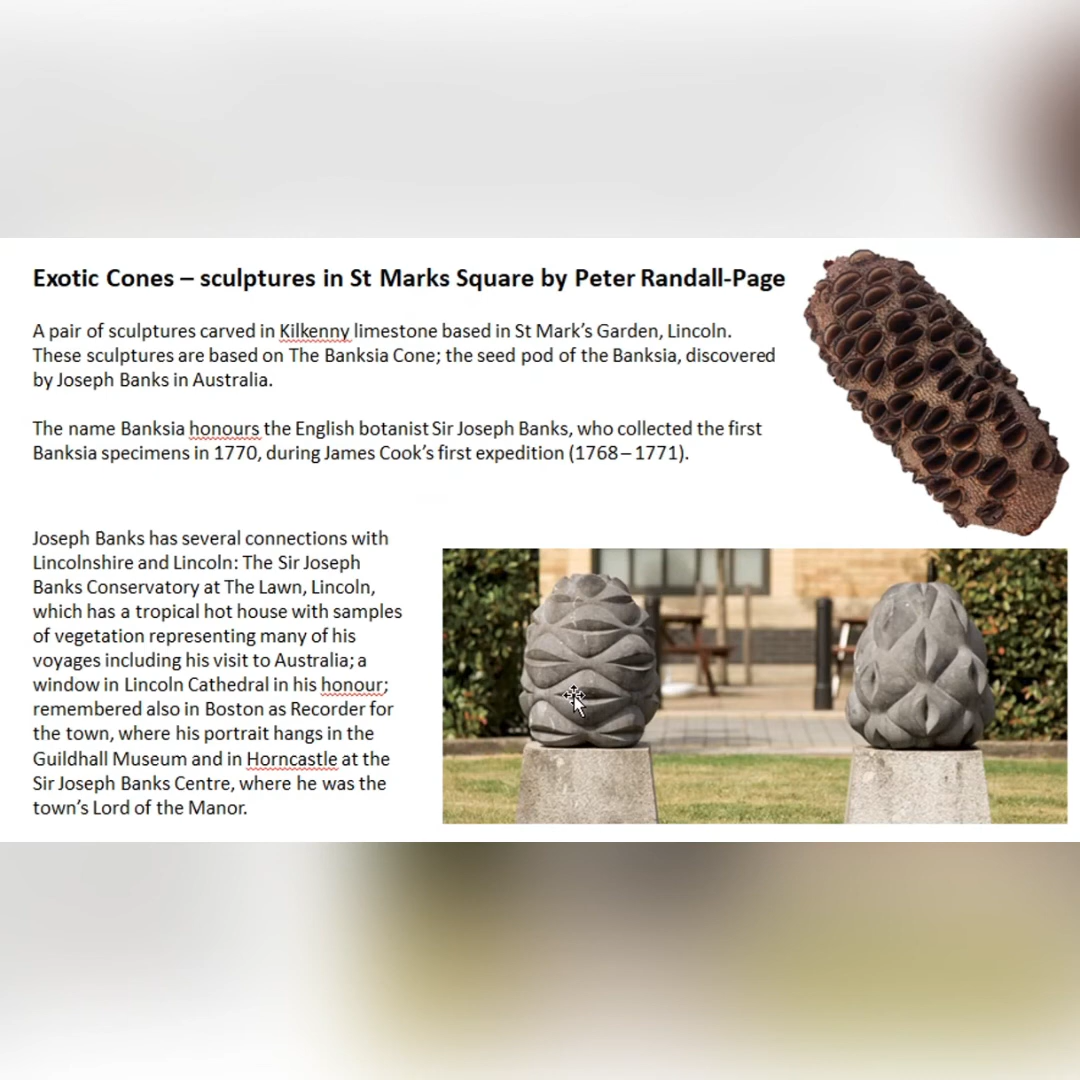 Exotic Cones – sculptures in St Marks Square by Peter Randall-Page
A pair of sculptures carved in Kilkenny limestone based in St Mark's Garden, Lincoln.
These sculptures are based on The Banksia Cone; the seed pod of the Banksia, discovered
by Joseph Banks in Australia.
The name Banksia honours the English botanist Sir Joseph Banks, who collected the first
Banksia specimens in 1770, during James Cook's first expedition (1768 – 1771).
Joseph Banks has several connections with
Lincolnshire and Lincoln: The Sir Joseph
Banks Conservatory at The Lawn, Lincoln,
which has a tropical hot house with samples
of vegetation representing many of his
voyages including his visit to Australia; a
window in Lincoln Cathedral in his honour;
remembered also in Boston as Recorder for
the town, where his portrait hangs in the
Guildhall Museum and in Horncastle at the
Sir Joseph Banks Centre, where he was the
town's Lord of the Manor.